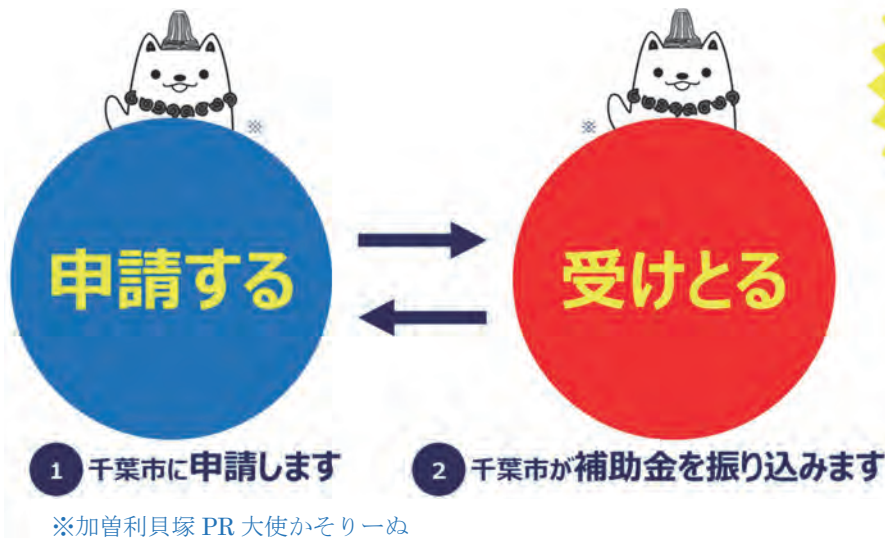 ※
※
申請する
受けとる
1 千葉市に申請します
2 千葉市が補助金を振り込みます
※加曽利貝塚 PR 大使かそりーぬ